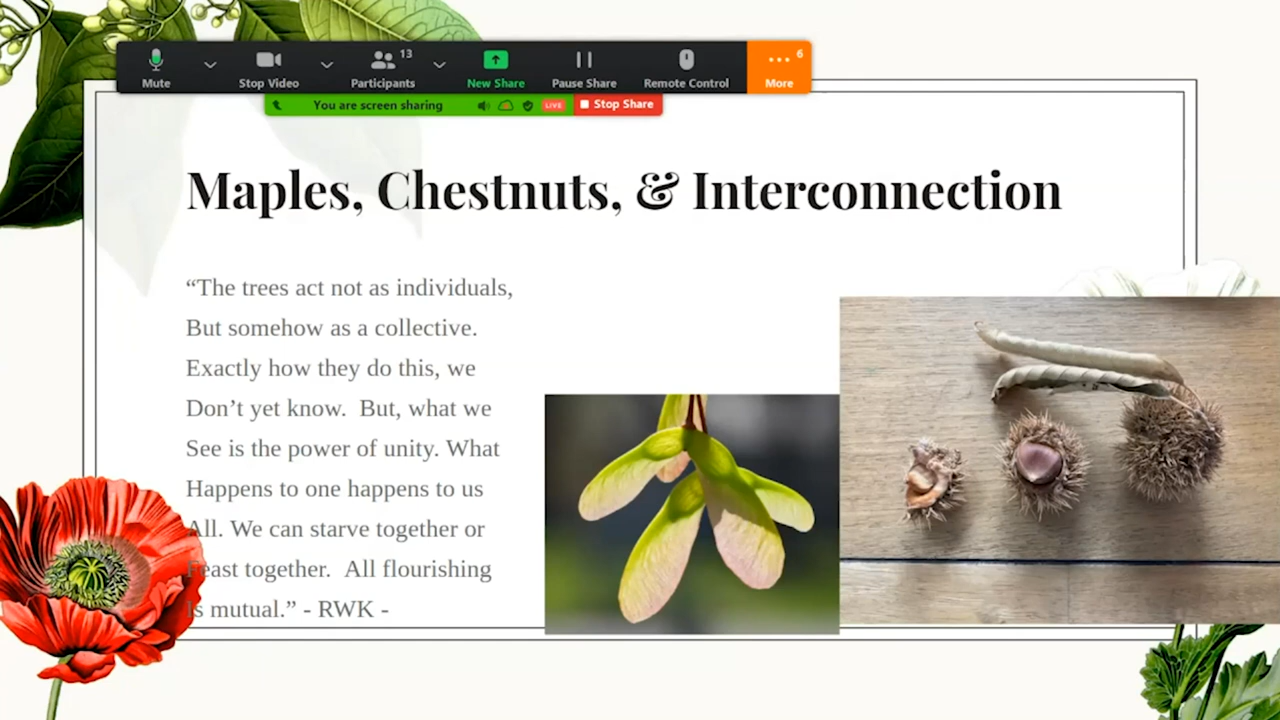 13
6
Mute
Stop Video
Participants
New Share
Pause Share
Remote Control
More
You are screen sharing
LIVE
Stop Share
Maples, Chestnuts, & Interconnection
“The trees act not as individuals,
But somehow as a collective.
Exactly how they do this, we
Don’t yet know.  But, what we
See is the power of unity. What
Happens to one happens to us
All. We can starve together or
Feast together.  All flourishing
Is mutual.” - RWK -